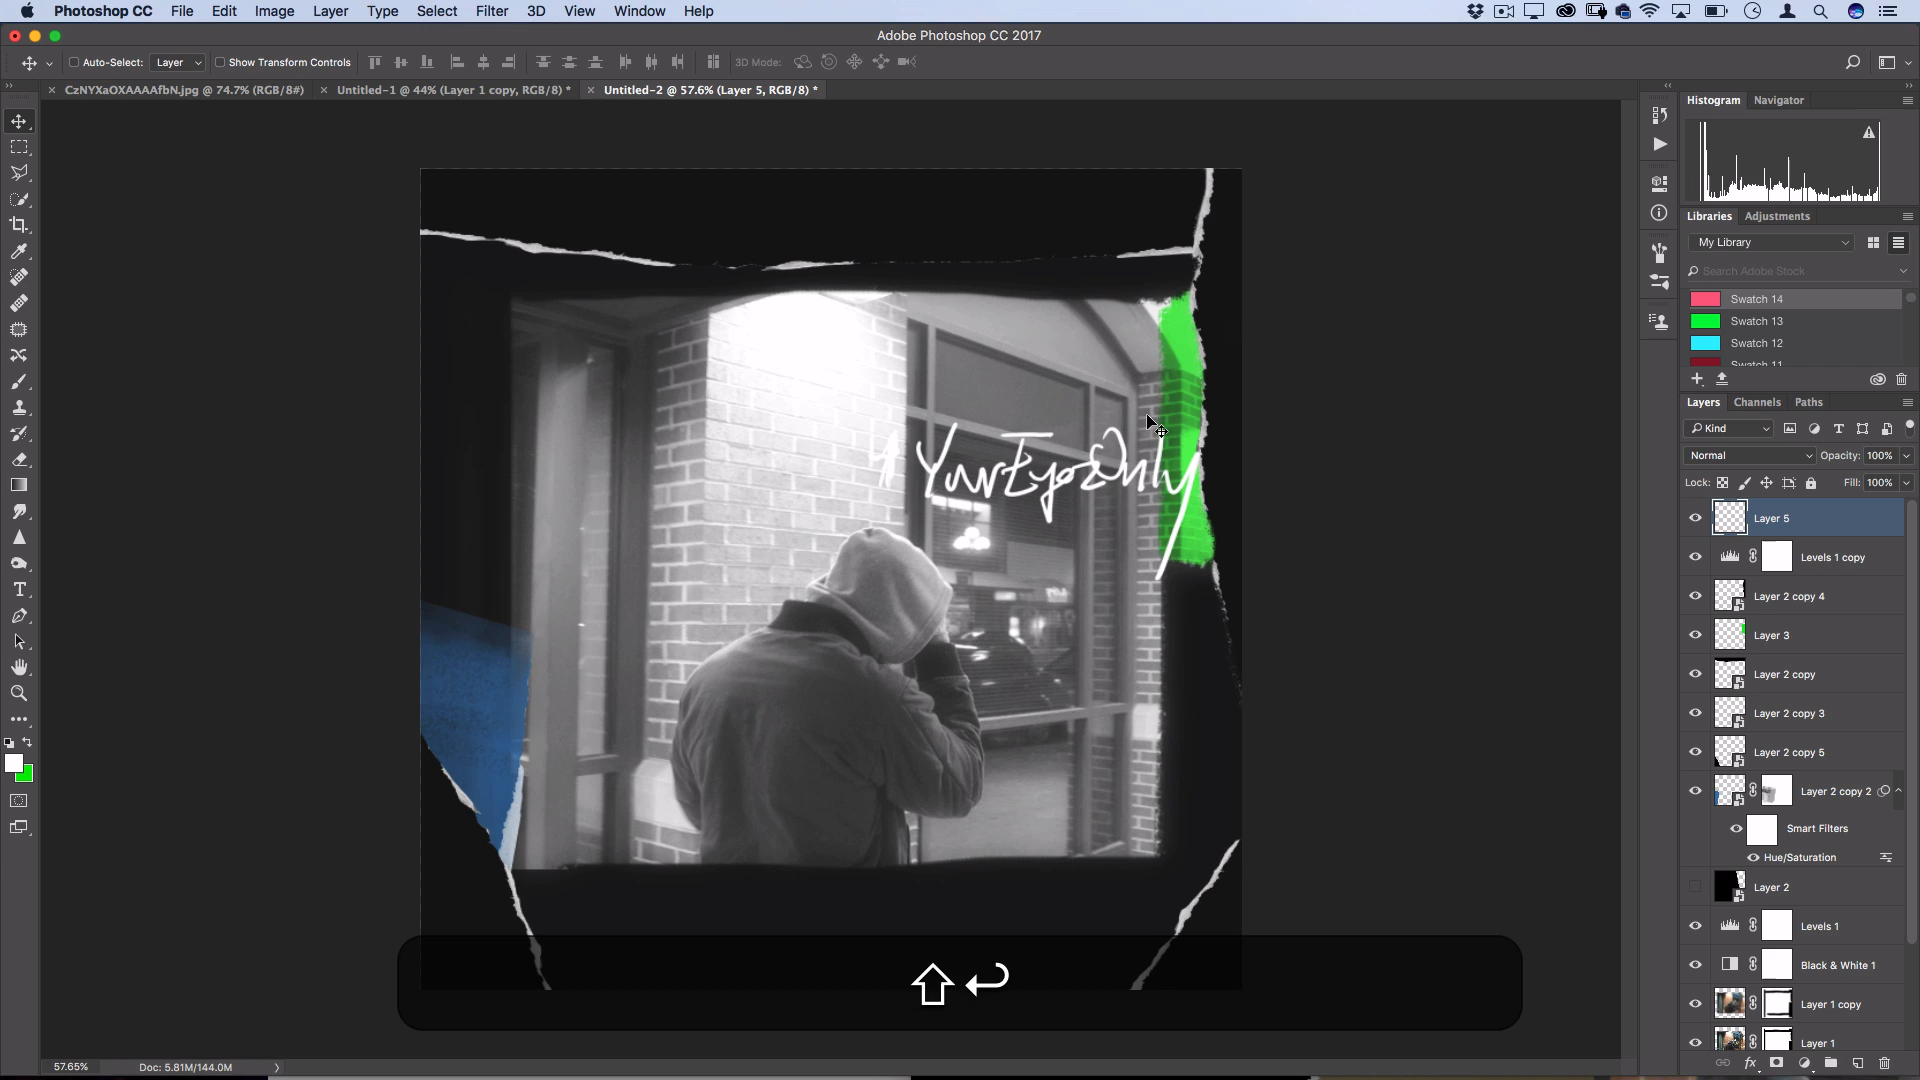 Photoshop CC File Edit Image Layer Type Select Filter 3D View Window Help
Adobe Photoshop CC 2017
Auto-Select: Layer Show Transform Controls 3D Mode:
CzNYXaOXAAAAfbN.jpg @ 74.7% (RGB/8#) Untitled-1 @ 44% (Layer 1 copy, RGB/8) * Untitled-2 @ 57.6% (Layer 5, RGB/8) *
Histogram Navigator
Libraries Adjustments
My Library
Search Adobe Stock
Swatch 14
Swatch 13
Swatch 12
Swatch 11
Layers Channels Paths
Kind
Normal Opacity: 100%
Lock: Fill: 100%
Layer 5
Levels 1 copy
Layer 2 copy 4
Layer 3
Layer 2 copy
Layer 2 copy 3
Layer 2 copy 5
Layer 2 copy 2
Smart Filters
Hue/Saturation
Layer 2
Levels 1
Black & White 1
Layer 1 copy
Layer 1
4 YourEyezOnly
57.65% Doc: 5.81M/144.0M